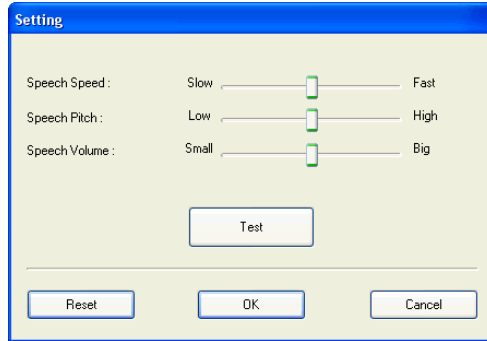 Setting
Speech Speed : Slow Fast
Speech Pitch : Low High
Speech Volume : Small Big
Test
Reset OK Cancel